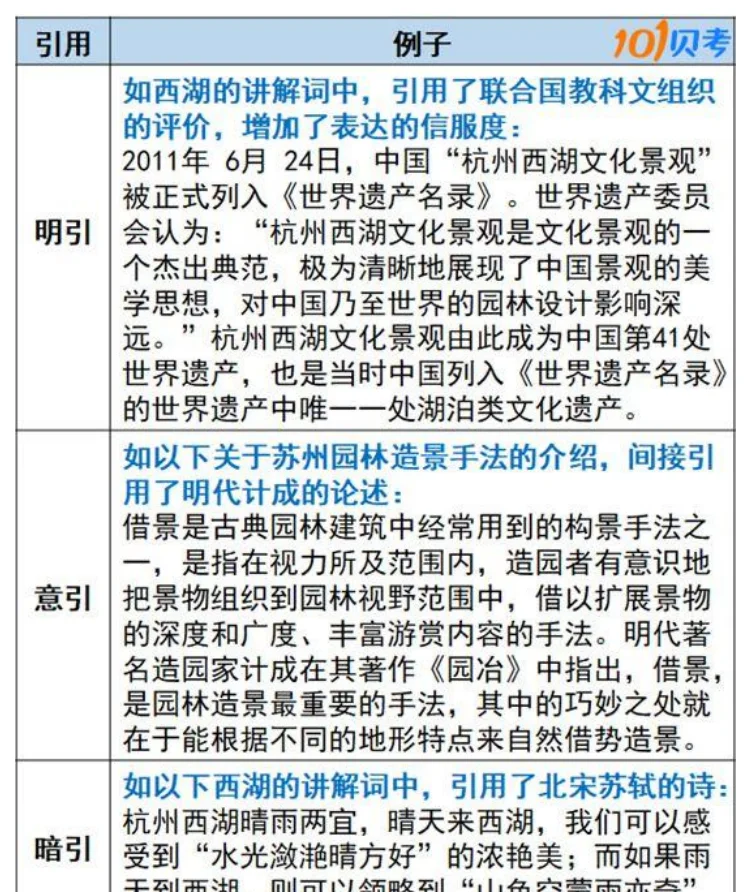 引用 例子 101贝考
如西湖的讲解词中，引用了联合国教科文组织
的评价，增加了表达的信服度：
2011年 6月 24日，中国“杭州西湖文化景观”
被正式列入《世界遗产名录》。世界遗产委员
明引 会认为：“杭州西湖文化景观是文化景观的一
个杰出典范，极为清晰地展现了中国景观的美
学思想，对中国乃至世界的园林设计影响深
远。”杭州西湖文化景观由此成为中国第41处
世界遗产，也是当时中国列入《世界遗产名录》
的世界遗产中唯一一处湖泊类文化遗产。
如以下关于苏州园林造景手法的介绍，间接引
用了明代计成的论述：
借景是古典园林建筑中经常用到的构景手法之
一，是指在视力所及范围内，造园者有意识地
意引 把景物组织到园林视野范围中，借以扩展景物
的深度和广度、丰富游赏内容的手法。明代著
名造园家计成在其著作《园冶》中指出，借景，
是园林造景最重要的手法，其中的巧妙之处就
在于能根据不同的地形特点来自然借势造景。
如以下西湖的讲解词中，引用了北宋苏轼的诗：
杭州西湖晴雨两宜，晴天来西湖，我们可以感
暗引 受到“水光潋滟晴方好”的浓艳美；而如果雨
天到西湖，则可以领略到“山色空蒙雨亦奇”